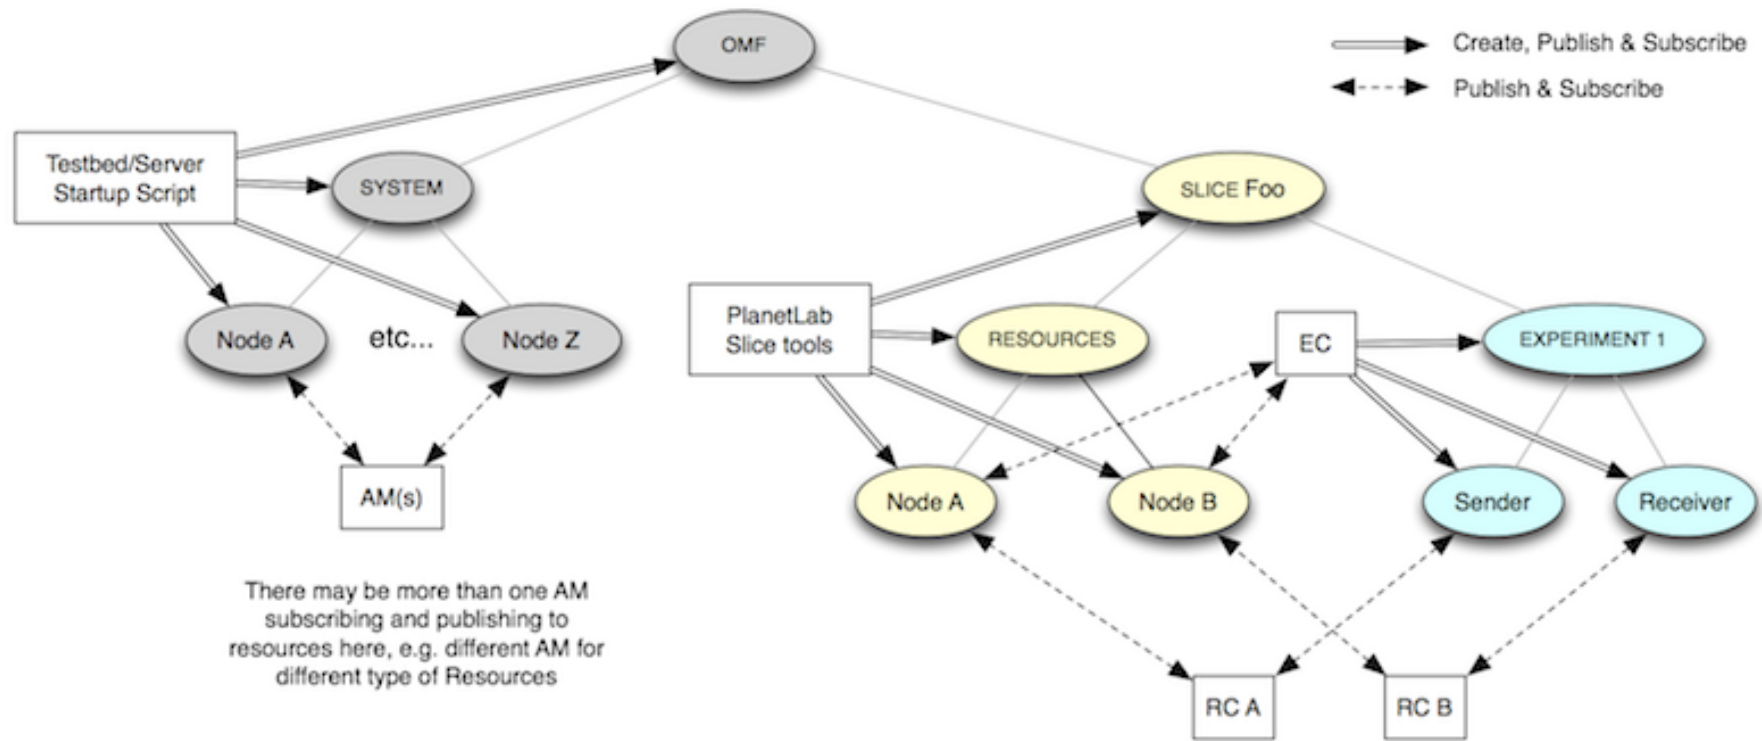 OMF
Create, Publish & Subscribe
Publish & Subscribe
Testbed/Server
Startup Script
SYSTEM
SLICE Foo
Node A
etc...
Node Z
PlanetLab
Slice tools
RESOURCES
EC
EXPERIMENT 1
AM(s)
Node A
Node B
Sender
Receiver
There may be more than one AM
subscribing and publishing to
resources here, e.g. different AM for
different type of Resources
RC A
RC B